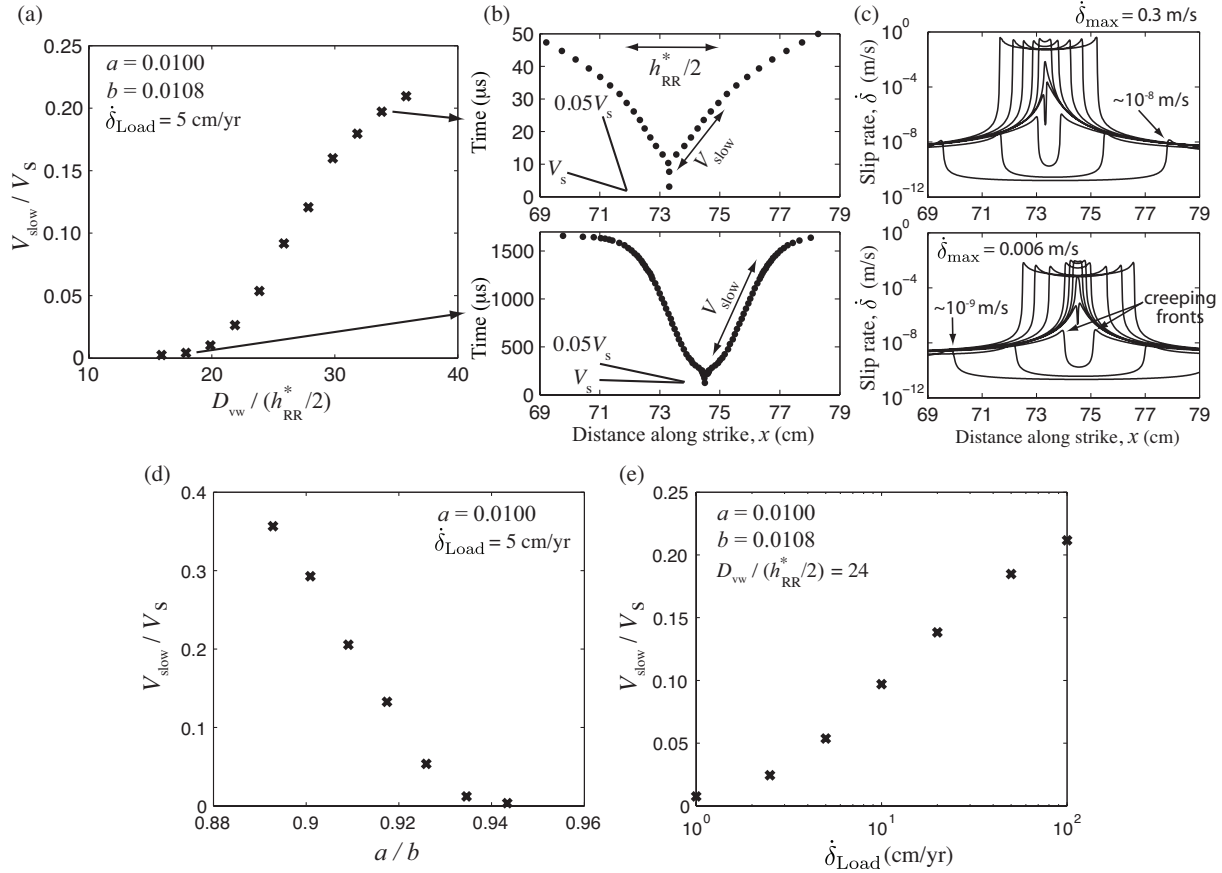 (a)
0.25
0.20
0.15
0.10
0.05
0
10
20
30
40
a = 0.0100
b = 0.0108
δ̇Load = 5 cm/yr
Vslow / Vs
Dvw / (h*RR/2)
(b)
50
40
30
20
10
0
69
71
73
75
77
79
Time (μs)
h*RR/2
0.05Vs
Vs
Vslow
1500
1000
500
0
69
71
73
75
77
79
Time (μs)
Vslow
0.05Vs
Vs
Distance along strike, x (cm)
(c)
δ̇max = 0.3 m/s
10^0
10^-4
10^-8
10^-12
69
71
73
75
77
79
Slip rate, δ̇ (m/s)
~10^-8 m/s
10^0
10^-4
10^-8
10^-12
69
71
73
75
77
79
Slip rate, δ̇ (m/s)
δ̇max = 0.006 m/s
~10^-9 m/s
creeping
fronts
Distance along strike, x (cm)
(d)
0.4
0.3
0.2
0.1
0
0.88
0.9
0.92
0.94
0.96
a = 0.0100
δ̇Load = 5 cm/yr
Vslow / Vs
a / b
(e)
0.25
0.20
0.15
0.10
0.05
0
10^0
10^1
10^2
a = 0.0100
b = 0.0108
Dvw / (h*RR/2) = 24
Vslow / Vs
δ̇Load (cm/yr)